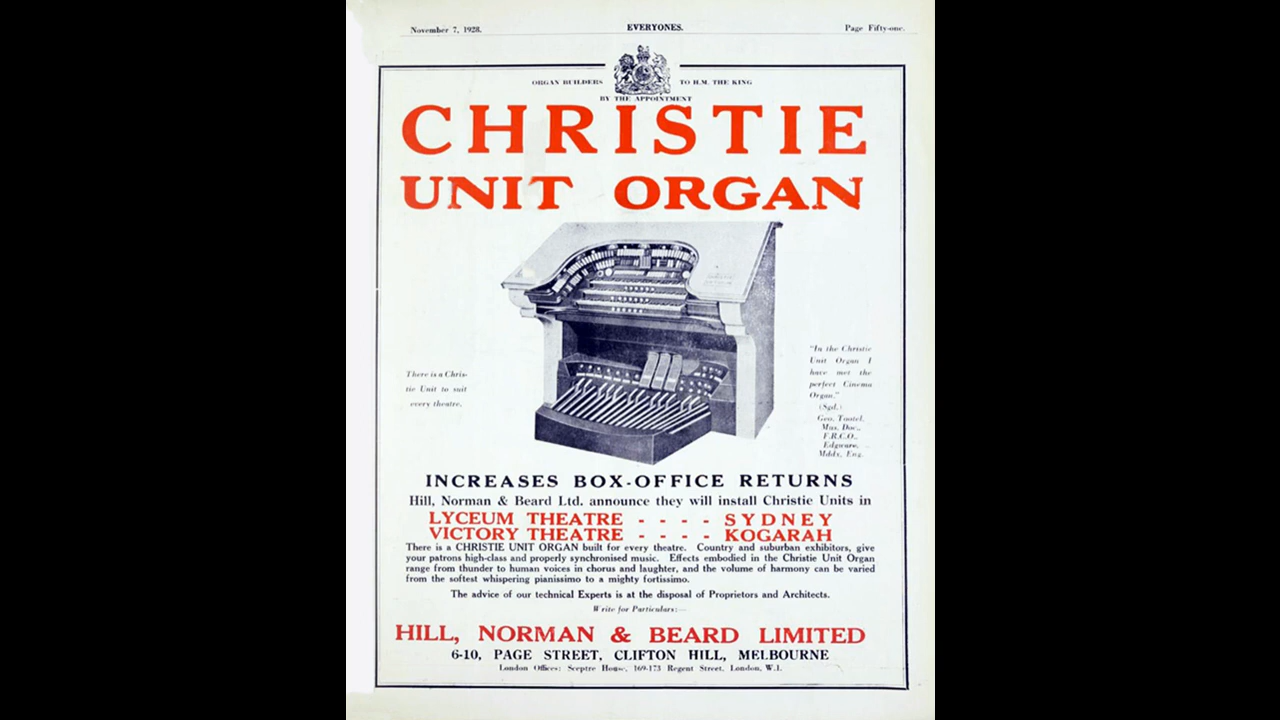 November 7, 1928.
EVERYONES.
Page Fifty-one.
ORGAN BUILDERS TO H.M. THE KING
BY THE APPOINTMENT
CHRISTIE
UNIT ORGAN
There is a Chris-
tie Unit to suit
every theatre.
"In the Christie
Unit Organ I
have met the
perfect Cinema
Organ."
(Sgd.)
Geo. Tootel,
Mus. Doc.,
F.R.C.O.,
Edgware,
Mddx, Eng.
INCREASES BOX-OFFICE RETURNS
Hill, Norman & Beard Ltd. announce they will install Christie Units in
LYCEUM THEATRE - - - - SYDNEY
VICTORY THEATRE - - - - KOGARAH
There is a CHRISTIE UNIT ORGAN built for every theatre. Country and suburban exhibitors, give
your patrons high-class and properly synchronised music. Effects embodied in the Christie Unit Organ
range from thunder to human voices in chorus and laughter, and the volume of harmony can be varied
from the softest whispering pianissimo to a mighty fortissimo.
The advice of our technical Experts is at the disposal of Proprietors and Architects.
Write for Particulars:—
HILL, NORMAN & BEARD LIMITED
6-10, PAGE STREET, CLIFTON HILL, MELBOURNE
London Offices: Sceptre House, 169-173 Regent Street, London, W.1.